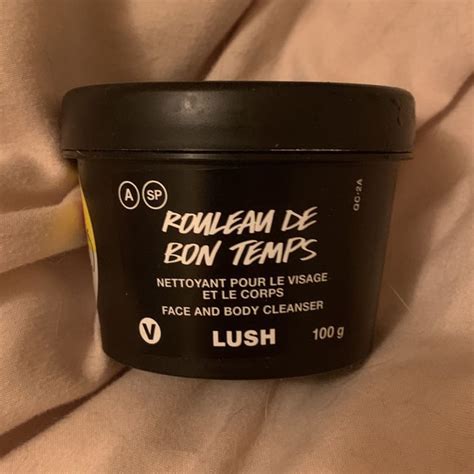 A SP
ROULEAU DE
BON TEMPS
NETTOYANT POUR LE VISAGE
ET LE CORPS
FACE AND BODY CLEANSER
V
LUSH
100 g
QC-2A